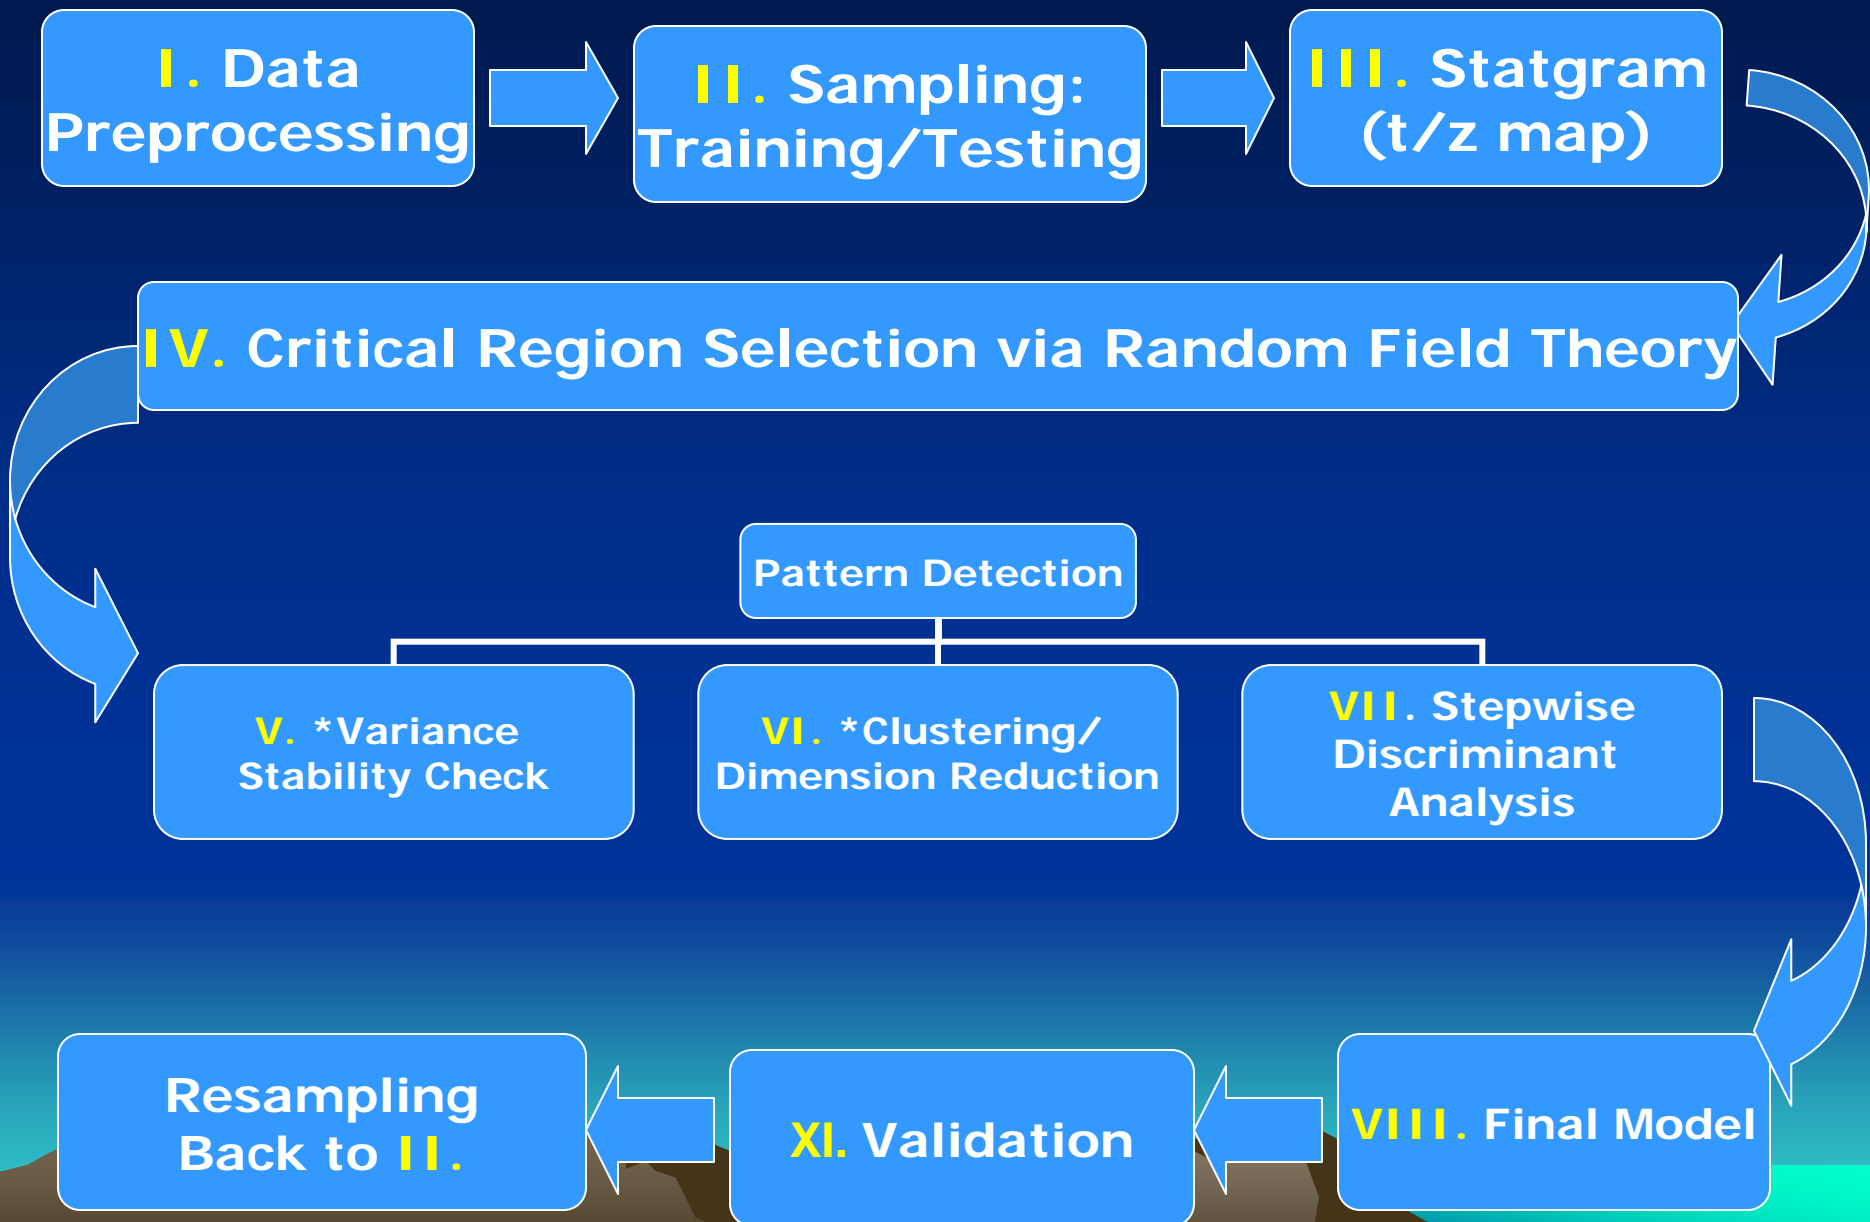 I. Data
Preprocessing
II. Sampling:
Training/Testing
III. Statgram
(t/z map)
IV. Critical Region Selection via Random Field Theory
Pattern Detection
V. *Variance
Stability Check
VI. *Clustering/
Dimension Reduction
VII. Stepwise
Discriminant
Analysis
Resampling
Back to II.
XI. Validation
VIII. Final Model